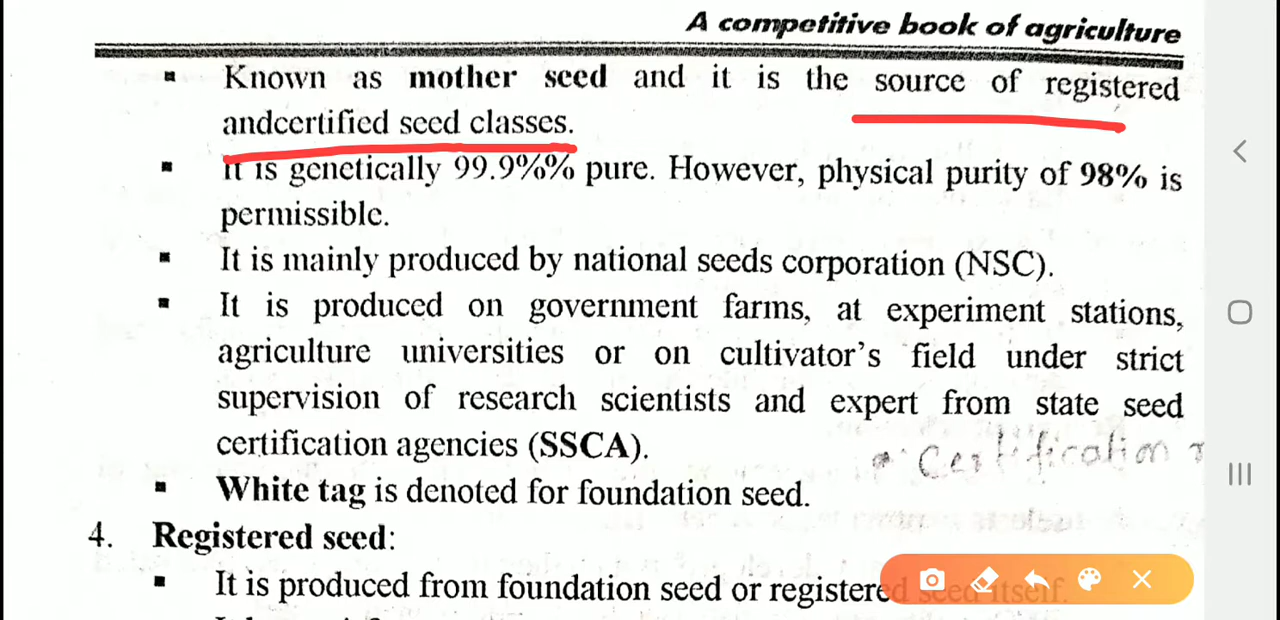 A competitive book of agriculture
▪ Known as mother seed and it is the source of registered
andcertified seed classes.
▪ It is genetically 99.9%% pure. However, physical purity of 98% is
permissible.
▪ It is mainly produced by national seeds corporation (NSC).
▪ It is produced on government farms, at experiment stations,
agriculture universities or on cultivator's field under strict
supervision of research scientists and expert from state seed
certification agencies (SSCA).
Certification
▪ White tag is denoted for foundation seed.
4. Registered seed:
▪ It is produced from foundation seed or registered seed itself.